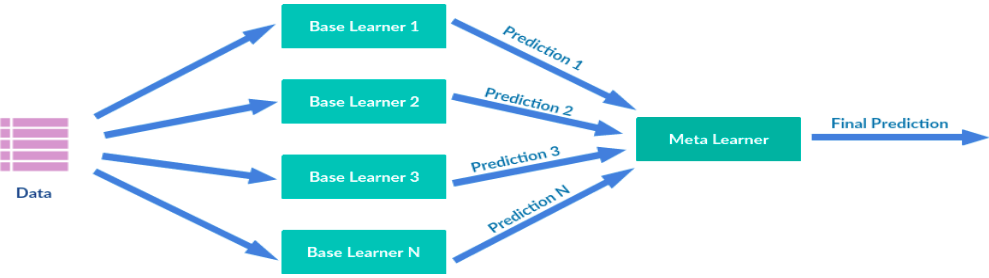 Data
Base Learner 1
Base Learner 2
Base Learner 3
Base Learner N
Prediction 1
Prediction 2
Prediction 3
Prediction N
Meta Learner
Final Prediction